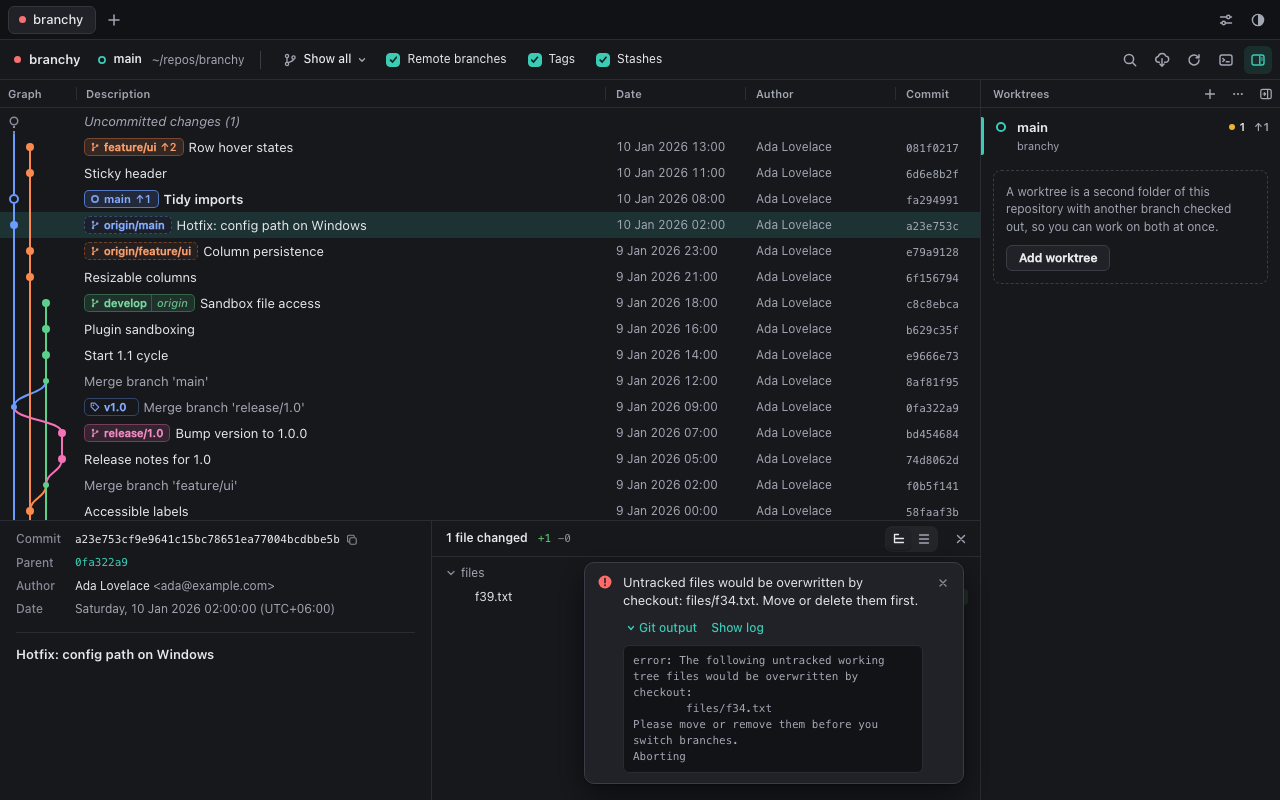 branchy
branchy main ~/repos/branchy Show all Remote branches Tags Stashes
Graph Description Date Author Commit Worktrees
Uncommitted changes (1)
feature/ui ↑2 Row hover states 10 Jan 2026 13:00 Ada Lovelace 081f0217
Sticky header 10 Jan 2026 11:00 Ada Lovelace 6d6e8b2f
main ↑1 Tidy imports 10 Jan 2026 08:00 Ada Lovelace fa294991
origin/main Hotfix: config path on Windows 10 Jan 2026 02:00 Ada Lovelace a23e753c
origin/feature/ui Column persistence 9 Jan 2026 23:00 Ada Lovelace e79a9128
Resizable columns 9 Jan 2026 21:00 Ada Lovelace 6f156794
develop origin Sandbox file access 9 Jan 2026 18:00 Ada Lovelace c8c8ebca
Plugin sandboxing 9 Jan 2026 16:00 Ada Lovelace b629c35f
Start 1.1 cycle 9 Jan 2026 14:00 Ada Lovelace e9666e73
Merge branch 'main' 9 Jan 2026 12:00 Ada Lovelace 8af81f95
v1.0 Merge branch 'release/1.0' 9 Jan 2026 09:00 Ada Lovelace 0fa322a9
release/1.0 Bump version to 1.0.0 9 Jan 2026 07:00 Ada Lovelace bd454684
Release notes for 1.0 9 Jan 2026 05:00 Ada Lovelace 74d8062d
Merge branch 'feature/ui' 9 Jan 2026 02:00 Ada Lovelace f0b5f141
Accessible labels 9 Jan 2026 00:00 Ada Lovelace 58faaf3b
main 1 ↑1
branchy
A worktree is a second folder of this
repository with another branch checked
out, so you can work on both at once.
Add worktree
Commit a23e753cf9e9641c15bc78651ea77004bcdbbe5b
Parent 0fa322a9
Author Ada Lovelace <ada@example.com>
Date Saturday, 10 Jan 2026 02:00:00 (UTC+06:00)
Hotfix: config path on Windows
1 file changed +1 −0
files
f39.txt
Untracked files would be overwritten by
checkout: files/f34.txt. Move or delete them first.
Git output Show log
error: The following untracked working
tree files would be overwritten by
checkout:
files/f34.txt
Please move or remove them before you
switch branches.
Aborting